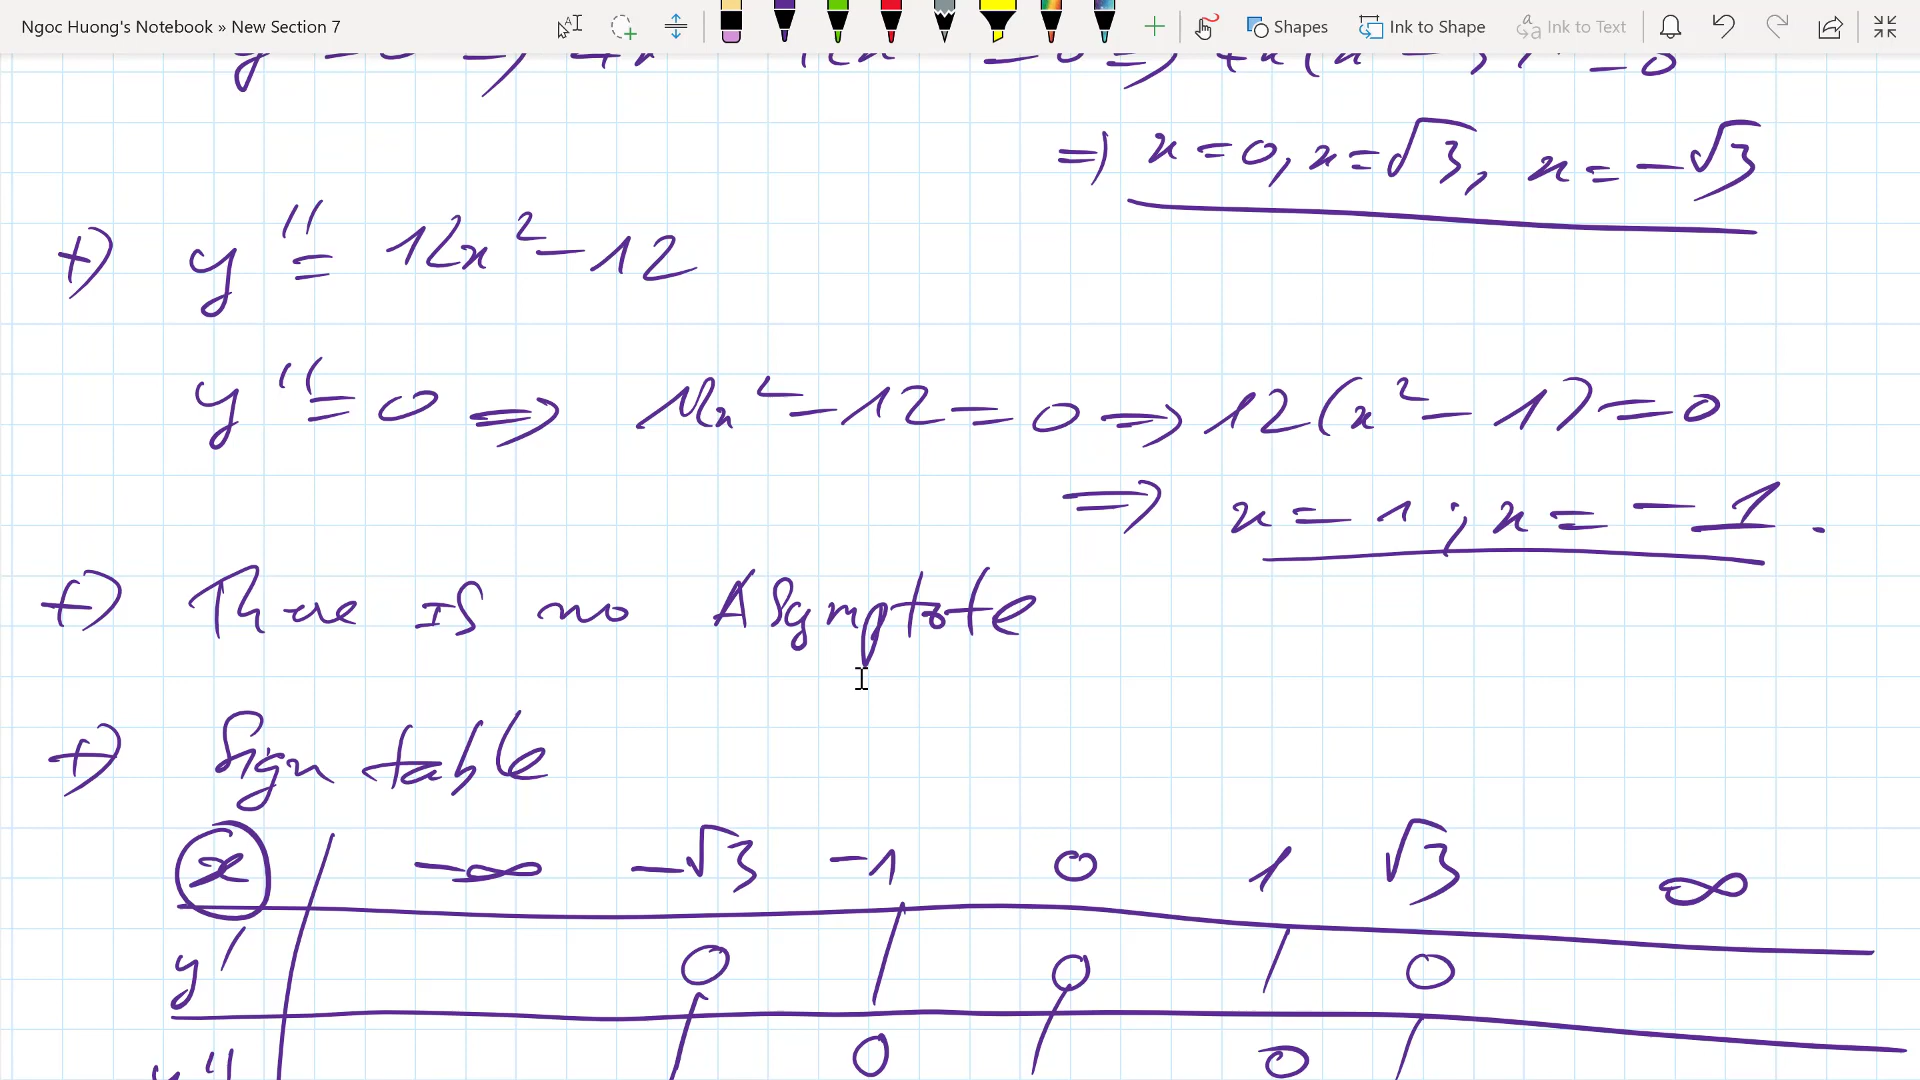 Ngoc Huong's Notebook » New Section 7 Shapes Ink to Shape Ink to Text
=> x = 0, x = √3, x = -√3
+) y'' = 12x² - 12
y'' = 0 => 12x² - 12 = 0 => 12(x² - 1) = 0
=> x = 1 ; x = -1 .
+) There is no Asymptote
+) Sign table
x -∞ -√3 -1 0 1 √3 ∞
y' 0 0 0
y'' 0 0